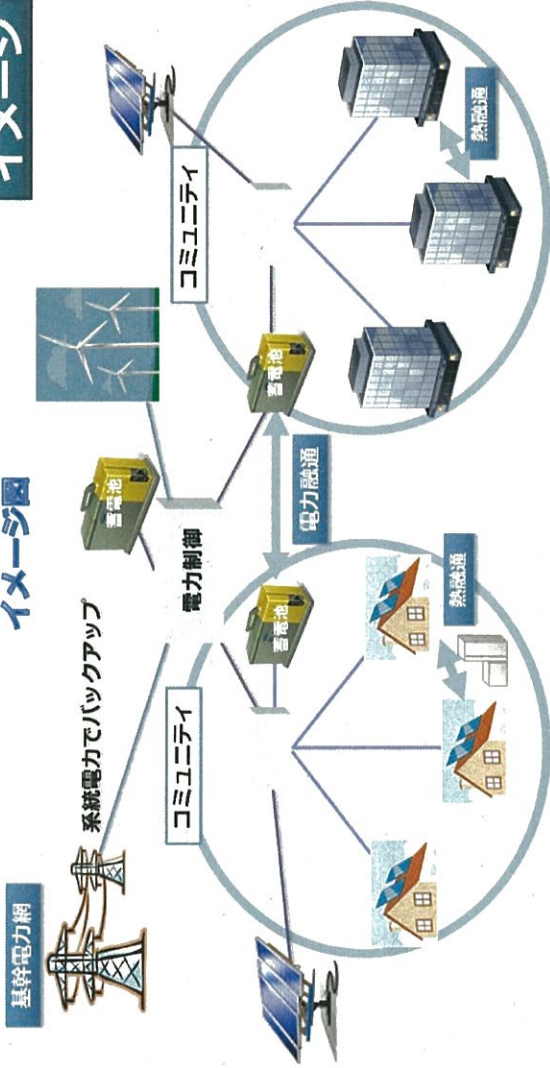 イメージ
イメージ図
基幹電力網
系統電力でバックアップ
蓄電池
電力制御
コミュニティ
コミュニティ
蓄電池
電力融通
蓄電池
熱融通
熱融通